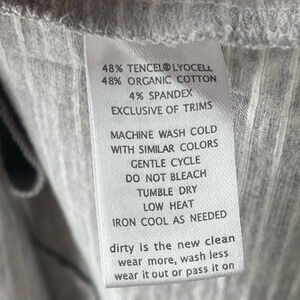 48% TENCEL® LYOCELL
48% ORGANIC COTTON
4% SPANDEX
EXCLUSIVE OF TRIMS
MACHINE WASH COLD
WITH SIMILAR COLORS
GENTLE CYCLE
DO NOT BLEACH
TUMBLE DRY
LOW HEAT
IRON COOL AS NEEDED
dirty is the new clean
wear more, wash less
wear it out or pass it on